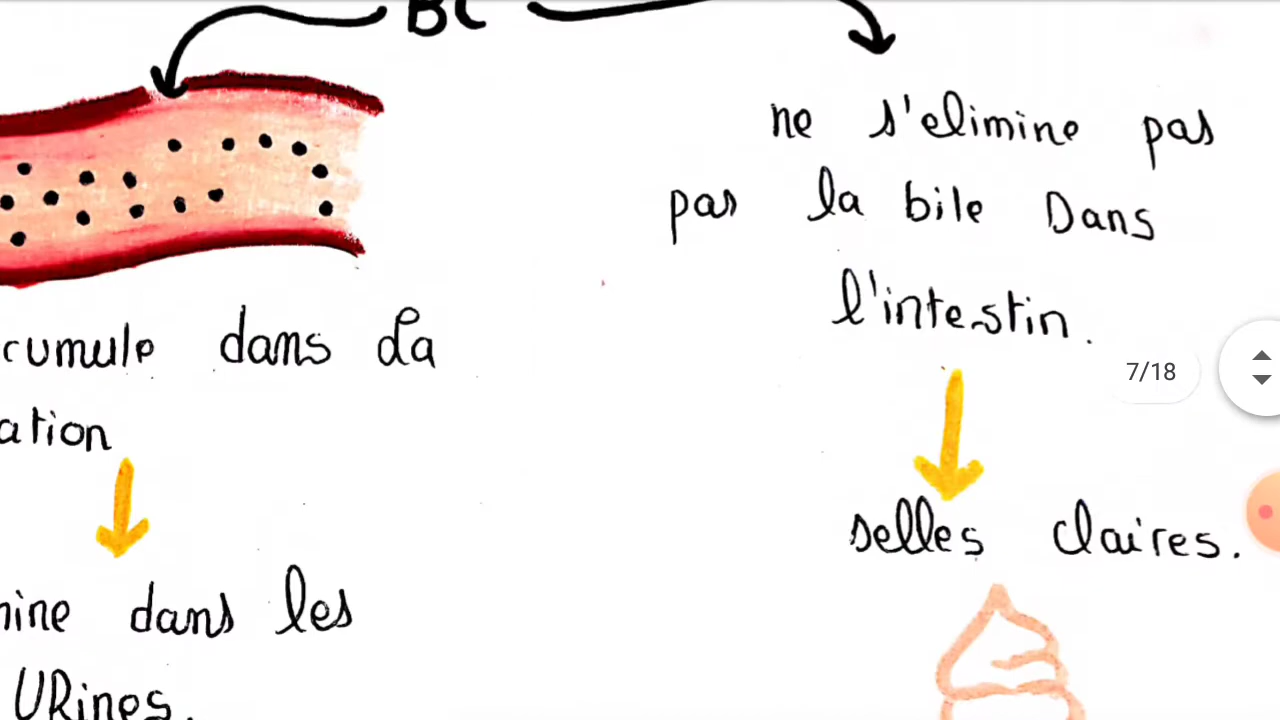 BC
ne s'elimine pas
par la bile Dans
l'intestin.
selles claires.
cumule dans La
ation
mine dans les
URines.
7/18